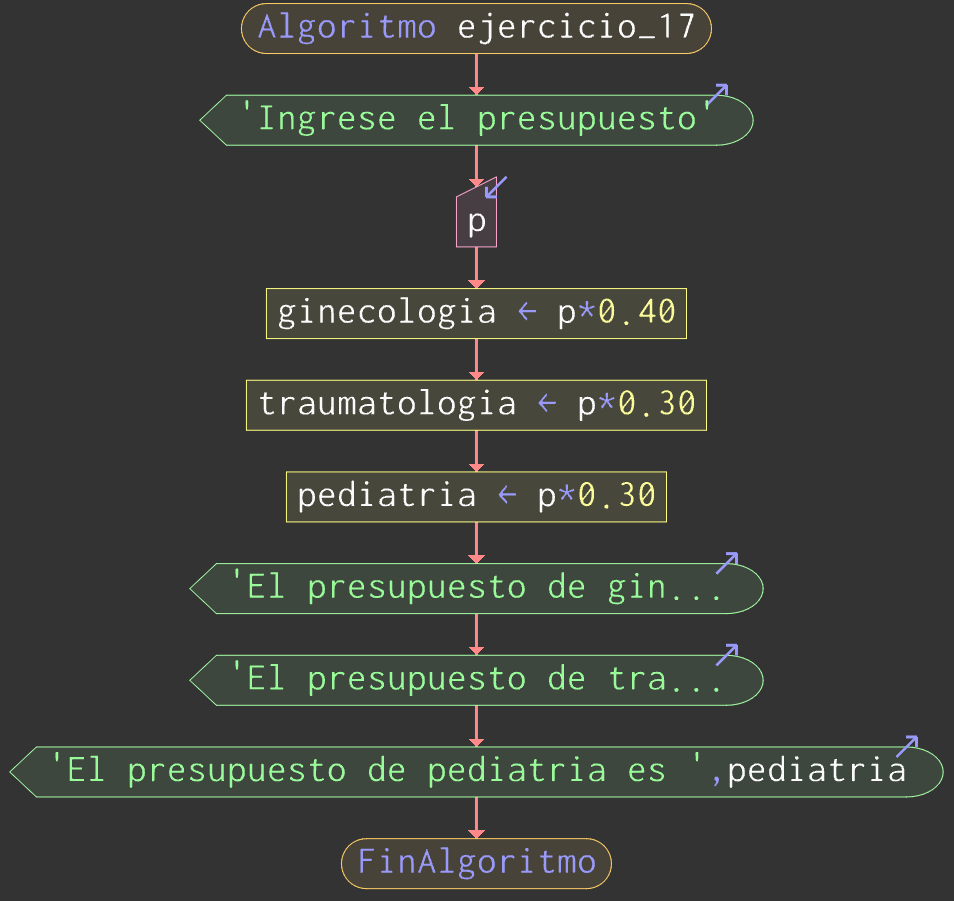 Algoritmo ejercicio_17
'Ingrese el presupuesto'
p
ginecologia ← p*0.40
traumatologia ← p*0.30
pediatria ← p*0.30
'El presupuesto de gin...
'El presupuesto de tra...
'El presupuesto de pediatria es ',pediatria
FinAlgoritmo